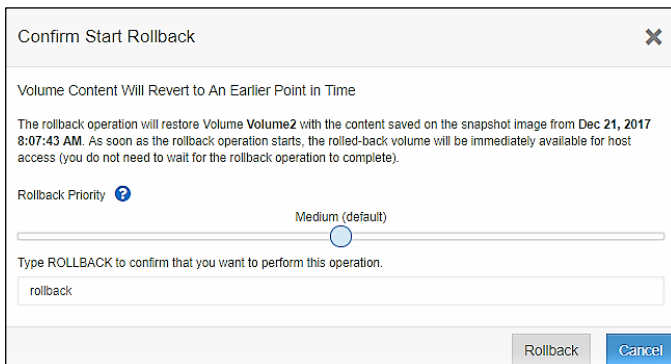 Confirm Start Rollback
Volume Content Will Revert to An Earlier Point in Time
The rollback operation will restore Volume Volume2 with the content saved on the snapshot image from Dec 21, 2017
8:07:43 AM. As soon as the rollback operation starts, the rolled-back volume will be immediately available for host
access (you do not need to wait for the rollback operation to complete).
Rollback Priority ?
Medium (default)
Type ROLLBACK to confirm that you want to perform this operation.
rollback
Rollback Cancel